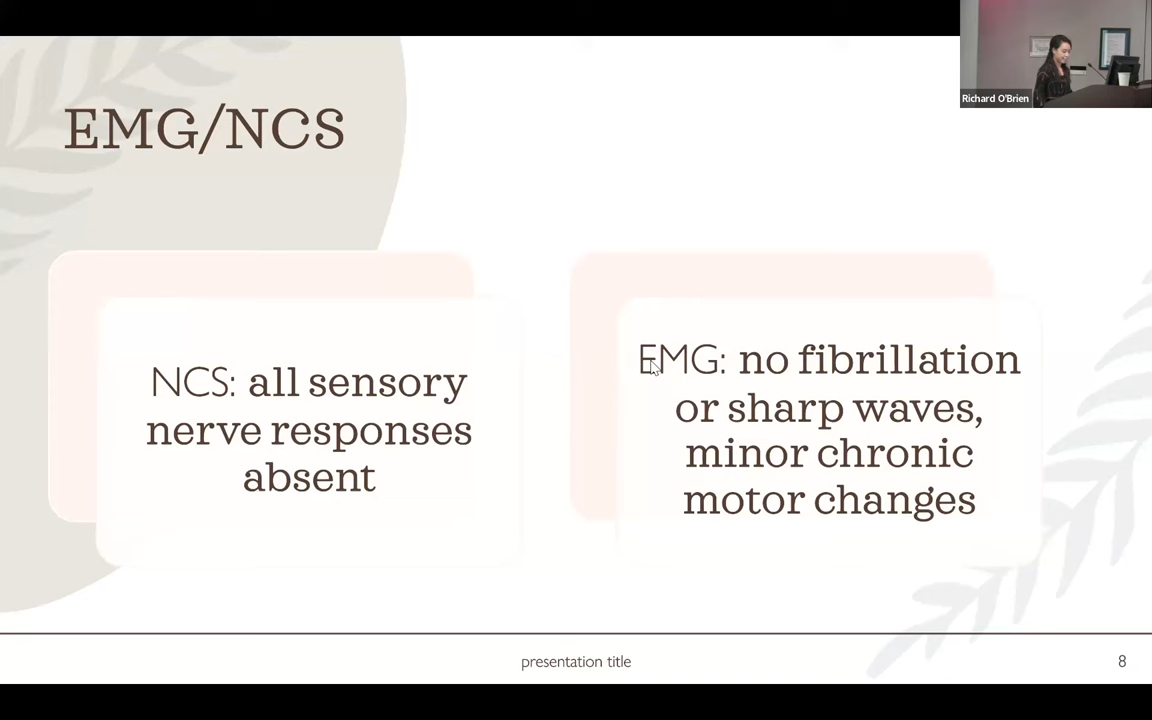 Richard O'Brien
EMG/NCS
NCS: all sensory
nerve responses
absent
EMG: no fibrillation
or sharp waves,
minor chronic
motor changes
presentation title
8